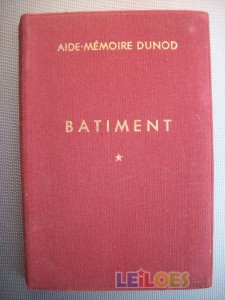 AIDE-MÉMOIRE DUNOD
BATIMENT
*
LEILOES